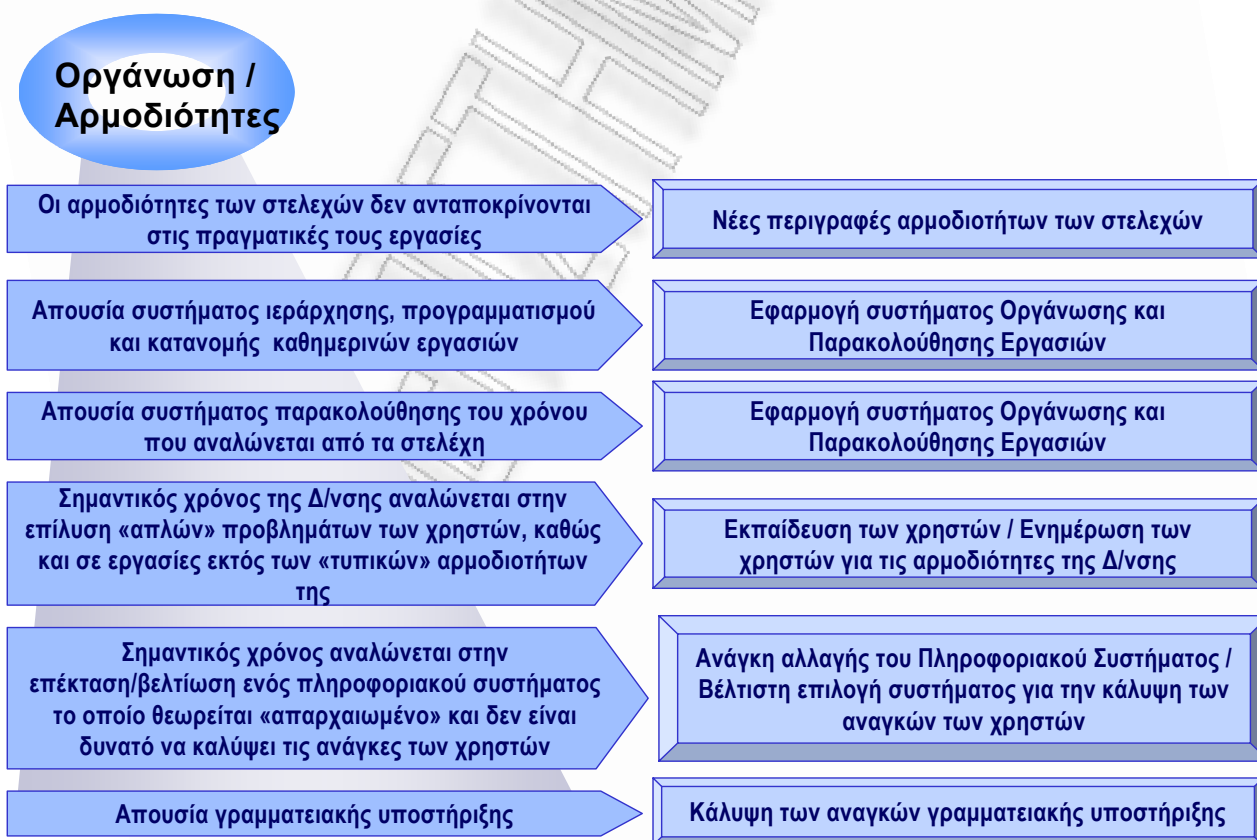 Οργάνωση /
Αρμοδιότητες
Οι αρμοδιότητες των στελεχών δεν ανταποκρίνονται
στις πραγματικές τους εργασίες
Νέες περιγραφές αρμοδιοτήτων των στελεχών
Απουσία συστήματος ιεράρχησης, προγραμματισμού
και κατανομής καθημερινών εργασιών
Εφαρμογή συστήματος Οργάνωσης και
Παρακολούθησης Εργασιών
Απουσία συστήματος παρακολούθησης του χρόνου
που αναλώνεται από τα στελέχη
Εφαρμογή συστήματος Οργάνωσης και
Παρακολούθησης Εργασιών
Σημαντικός χρόνος της Δ/νσης αναλώνεται στην
επίλυση «απλών» προβλημάτων των χρηστών, καθώς
και σε εργασίες εκτός των «τυπικών» αρμοδιοτήτων
της
Εκπαίδευση των χρηστών / Ενημέρωση των
χρηστών για τις αρμοδιότητες της Δ/νσης
Σημαντικός χρόνος αναλώνεται στην
επέκταση/βελτίωση ενός πληροφοριακού συστήματος
το οποίο θεωρείται «απαρχαιωμένο» και δεν είναι
δυνατό να καλύψει τις ανάγκες των χρηστών
Ανάγκη αλλαγής του Πληροφοριακού Συστήματος /
Βέλτιστη επιλογή συστήματος για την κάλυψη των
αναγκών των χρηστών
Απουσία γραμματειακής υποστήριξης
Κάλυψη των αναγκών γραμματειακής υποστήριξης